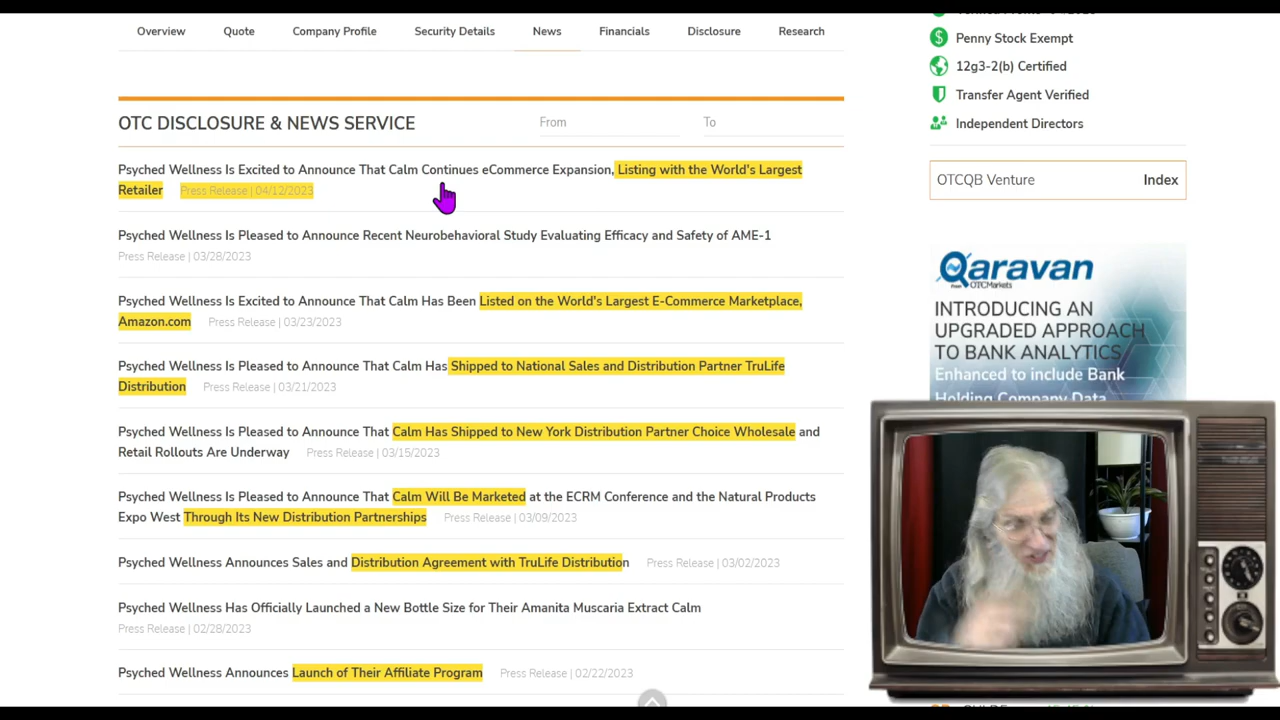 Overview Quote Company Profile Security Details News Financials Disclosure Research
OTC DISCLOSURE & NEWS SERVICE From To
Psyched Wellness Is Excited to Announce That Calm Continues eCommerce Expansion, Listing with the World's Largest
Retailer Press Release | 04/12/2023
Psyched Wellness Is Pleased to Announce Recent Neurobehavioral Study Evaluating Efficacy and Safety of AME-1
Press Release | 03/28/2023
Psyched Wellness Is Excited to Announce That Calm Has Been Listed on the World's Largest E-Commerce Marketplace,
Amazon.com Press Release | 03/23/2023
Psyched Wellness Is Pleased to Announce That Calm Has Shipped to National Sales and Distribution Partner TruLife
Distribution Press Release | 03/21/2023
Psyched Wellness Is Pleased to Announce That Calm Has Shipped to New York Distribution Partner Choice Wholesale and
Retail Rollouts Are Underway Press Release | 03/15/2023
Psyched Wellness Is Pleased to Announce That Calm Will Be Marketed at the ECRM Conference and the Natural Products
Expo West Through Its New Distribution Partnerships Press Release | 03/09/2023
Psyched Wellness Announces Sales and Distribution Agreement with TruLife Distribution Press Release | 03/02/2023
Psyched Wellness Has Officially Launched a New Bottle Size for Their Amanita Muscaria Extract Calm
Press Release | 02/28/2023
Psyched Wellness Announces Launch of Their Affiliate Program Press Release | 02/22/2023
Penny Stock Exempt
12g3-2(b) Certified
Transfer Agent Verified
Independent Directors
OTCQB Venture Index
Qaravan
From OTCMarkets
INTRODUCING AN
UPGRADED APPROACH
TO BANK ANALYTICS
Enhanced to include Bank
Holding Company Data